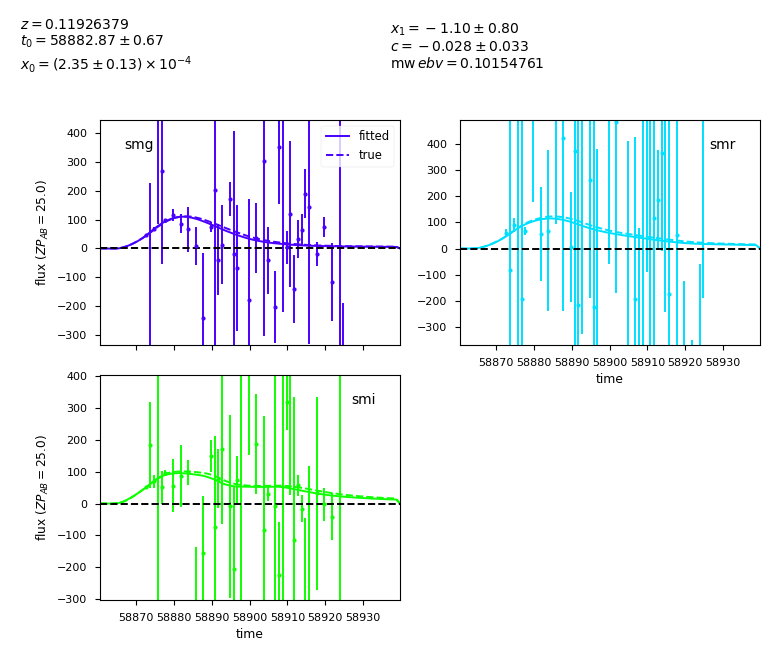 z = 0.11926379
t0 = 58882.87 ± 0.67
x0 = (2.35 ± 0.13) × 10^−4
x1 = −1.10 ± 0.80
c = −0.028 ± 0.033
mw ebv = 0.10154761
smg
fitted
true
400
300
200
100
0
−100
−200
−300
flux (ZP_AB = 25.0)
smr
400
300
200
100
0
−100
−200
−300
58870 58880 58890 58900 58910 58920 58930
time
smi
400
300
200
100
0
−100
−200
−300
flux (ZP_AB = 25.0)
58870 58880 58890 58900 58910 58920 58930
time